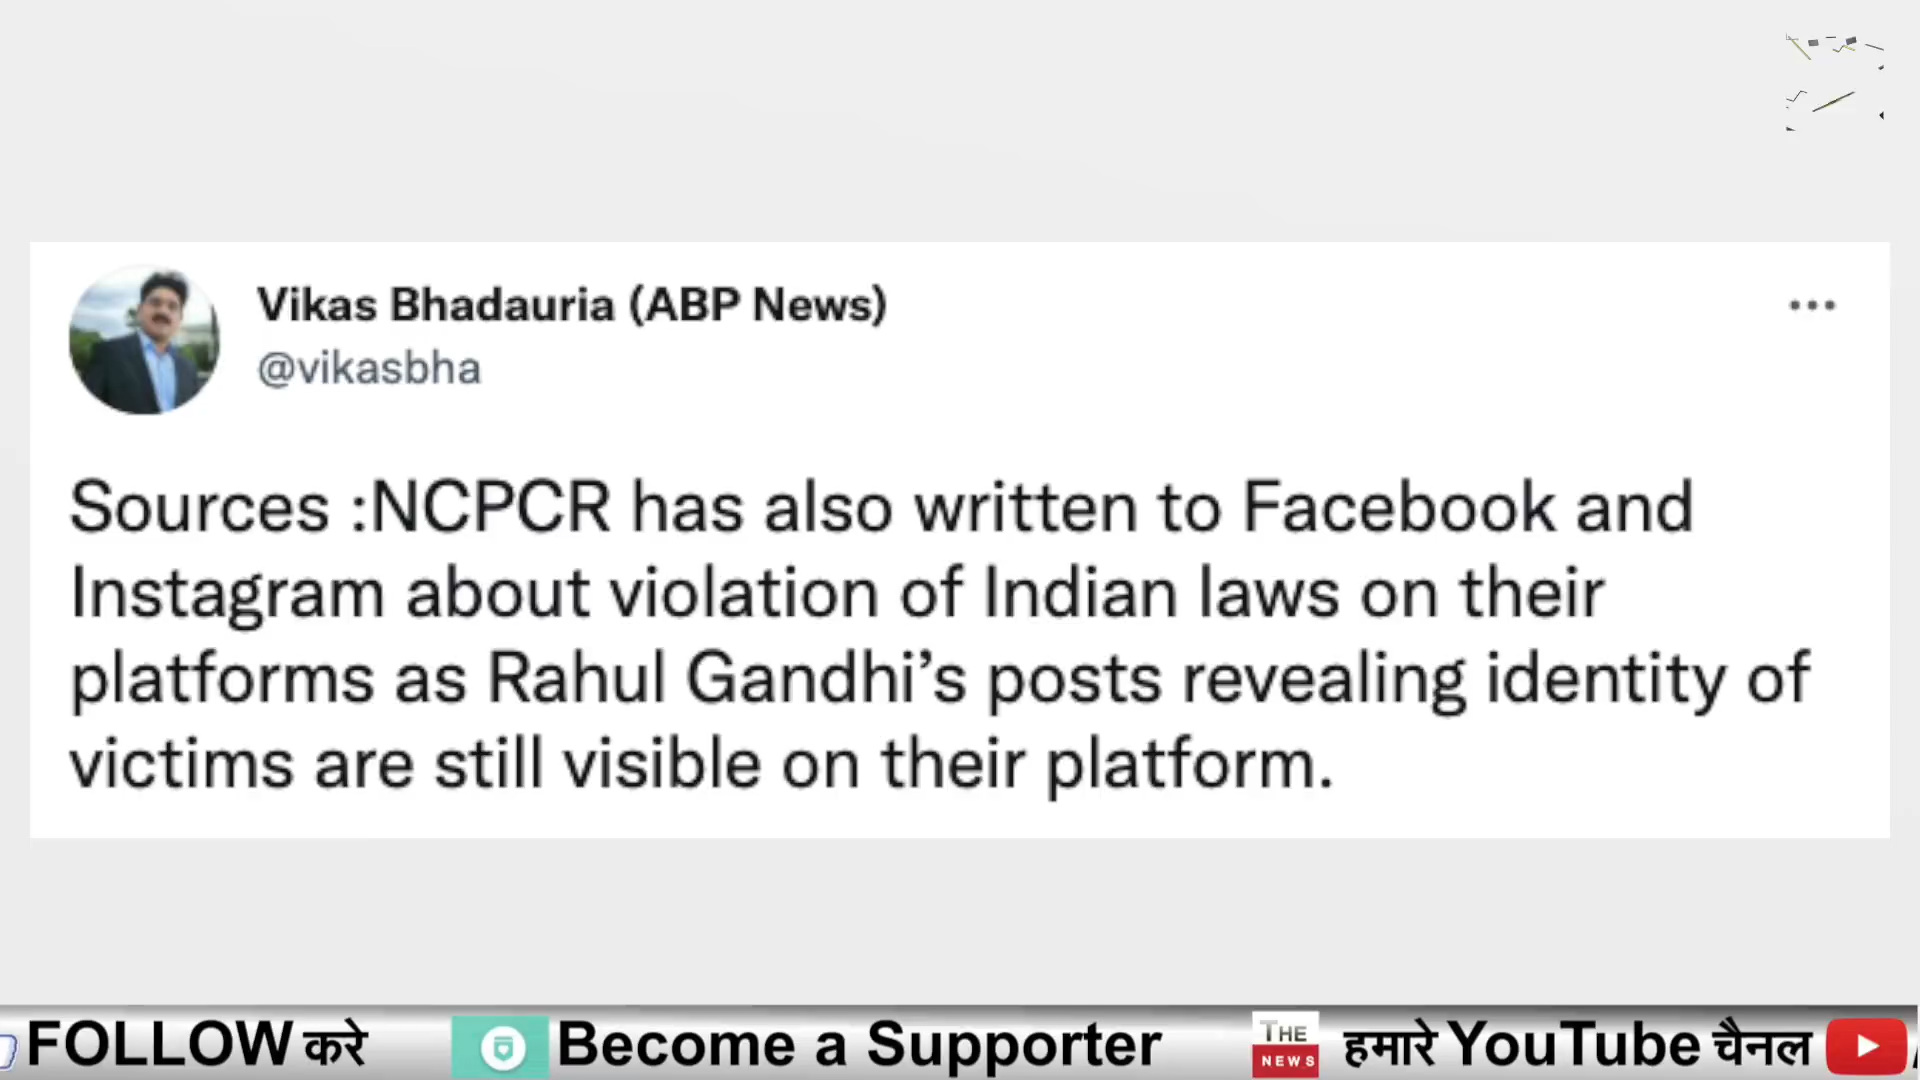 Vikas Bhadauria (ABP News)
@vikasbha
Sources :NCPCR has also written to Facebook and
Instagram about violation of Indian laws on their
platforms as Rahul Gandhi’s posts revealing identity of
victims are still visible on their platform.
FOLLOW करे Become a Supporter THE NEWS हमारे YouTube चैनल